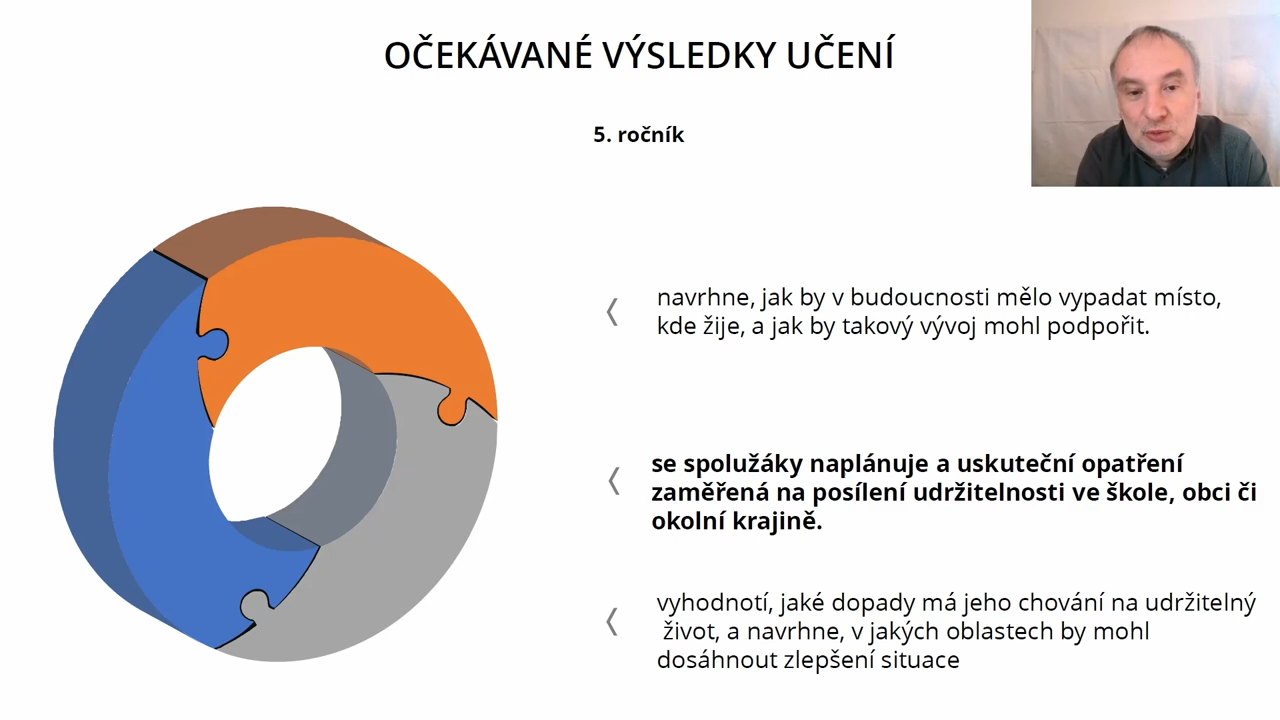 OČEKÁVANÉ VÝSLEDKY UČENÍ
5. ročník
navrhne, jak by v budoucnosti mělo vypadat místo,
kde žije, a jak by takový vývoj mohl podpořit.
se spolužáky naplánuje a uskuteční opatření
zaměřená na posílení udržitelnosti ve škole, obci či
okolní krajině.
vyhodnotí, jaké dopady má jeho chování na udržitelný
život, a navrhne, v jakých oblastech by mohl
dosáhnout zlepšení situace